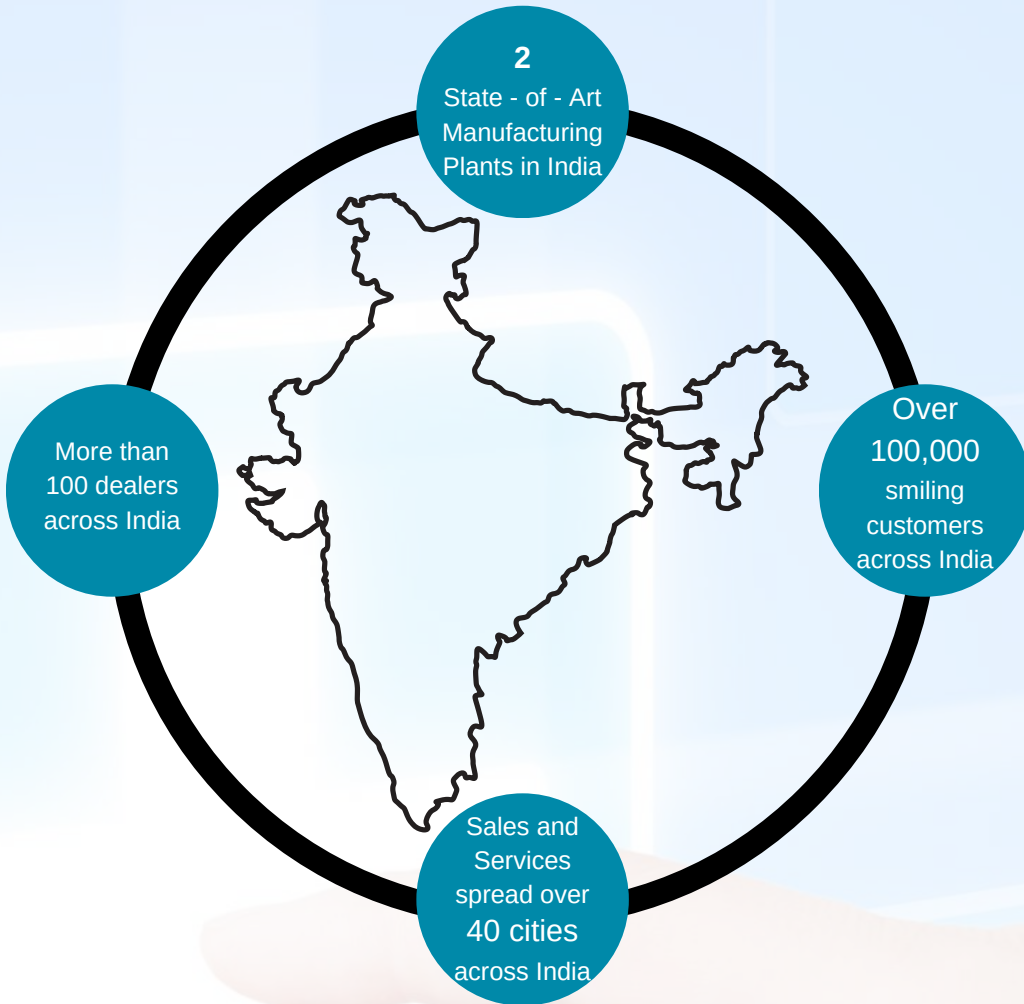 2
State - of - Art
Manufacturing
Plants in India
More than
100 dealers
across India
Over
100,000
smiling
customers
across India
Sales and
Services
spread over
40 cities
across India